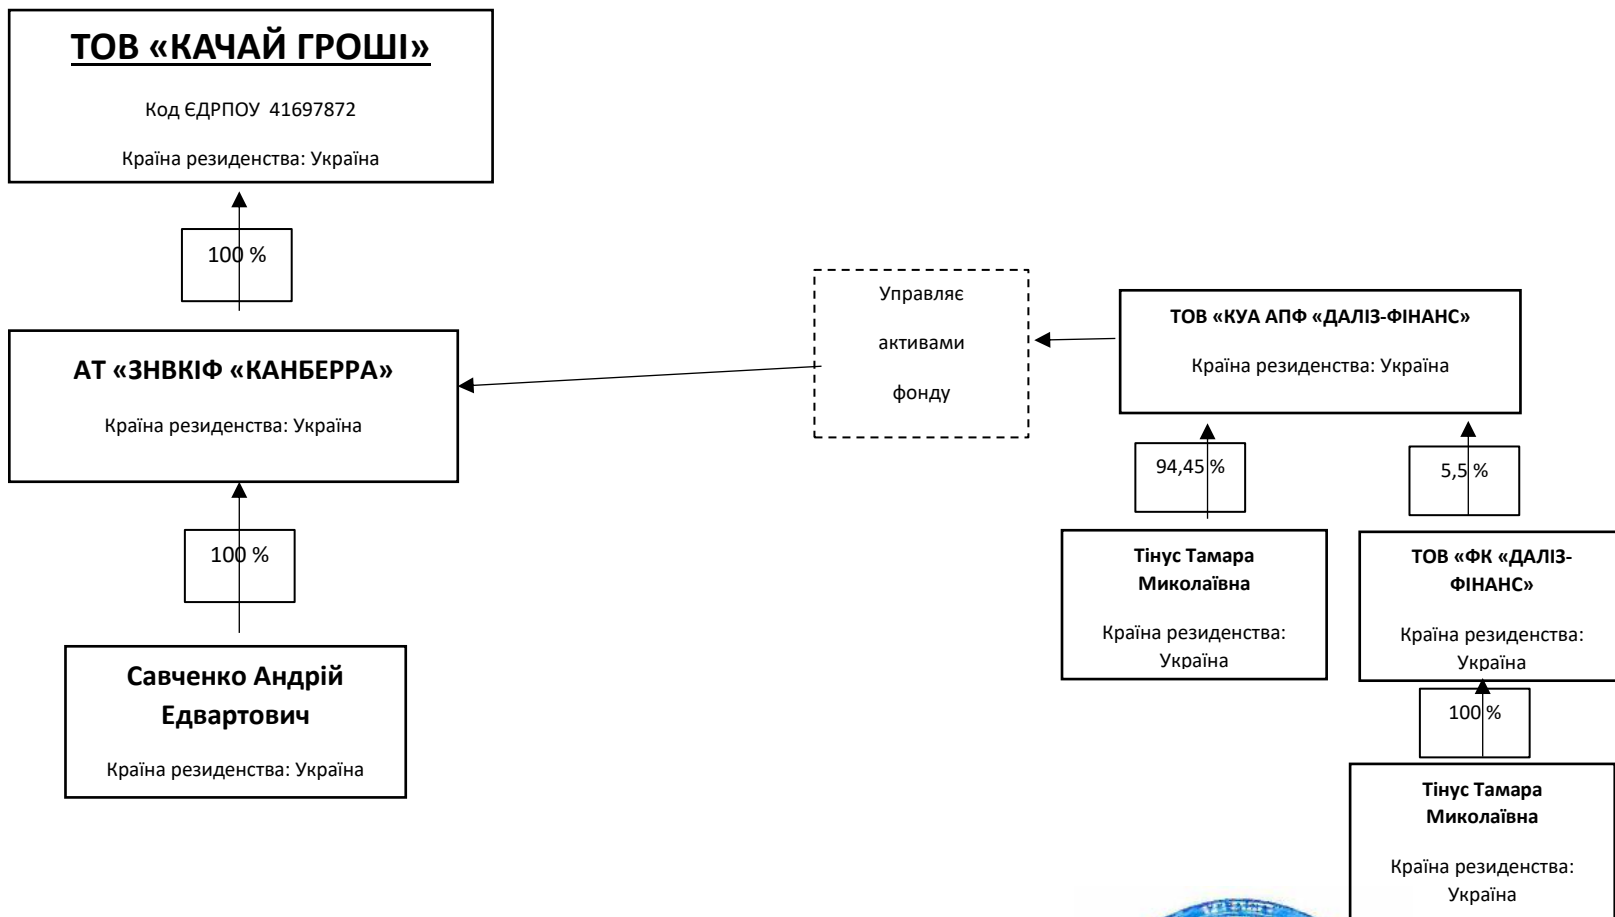 ТОВ «КАЧАЙ ГРОШІ»
Код ЄДРПОУ 41697872
Країна резиденства: Україна
100 %
АТ «ЗНВКІФ «КАНБЕРРА»
Країна резиденства: Україна
100 %
Савченко Андрій
Едвартович
Країна резиденства: Україна
Управляє
активами
фонду
ТОВ «КУА АПФ «ДАЛІЗ-ФІНАНС»
Країна резиденства: Україна
94,45 %
5,5 %
Тінус Тамара
Миколаївна
Країна резиденства:
Україна
ТОВ «ФК «ДАЛІЗ-
ФІНАНС»
Країна резиденства:
Україна
100 %
Тінус Тамара
Миколаївна
Країна резиденства:
Україна
УКРАЇНА